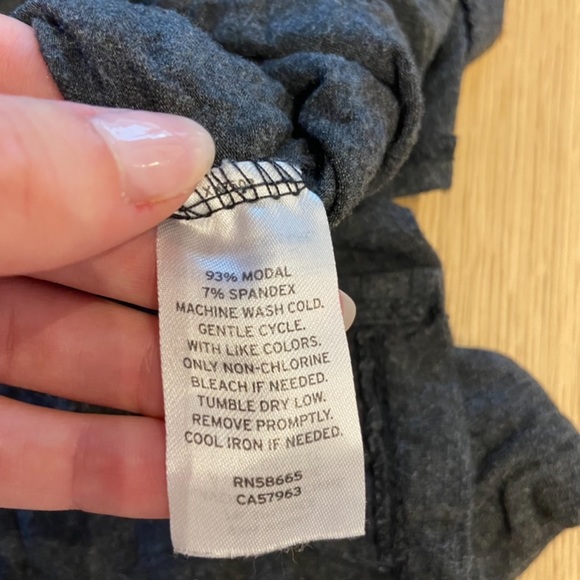 93% MODAL
7% SPANDEX
MACHINE WASH COLD.
GENTLE CYCLE.
WITH LIKE COLORS.
ONLY NON-CHLORINE
BLEACH IF NEEDED.
TUMBLE DRY LOW.
REMOVE PROMPTLY.
COOL IRON IF NEEDED.
RN58665
CA57963